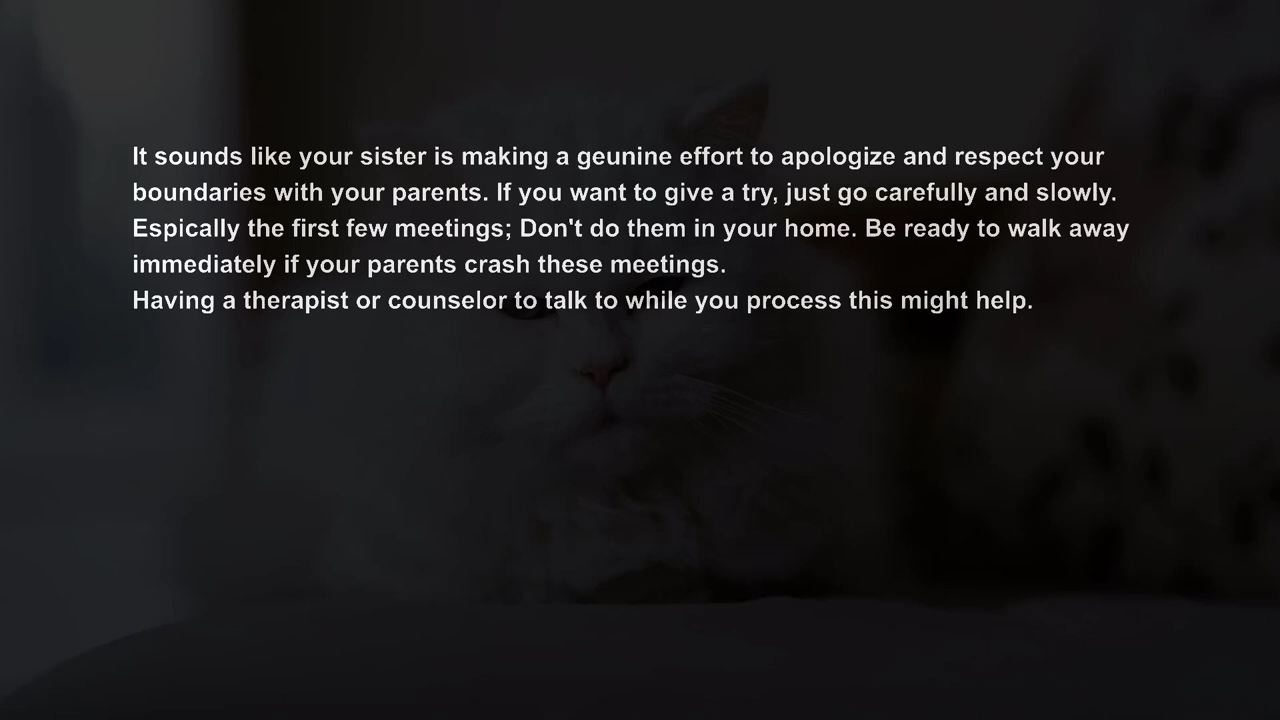 It sounds like your sister is making a geunine effort to apologize and respect your
boundaries with your parents. If you want to give a try, just go carefully and slowly.
Espically the first few meetings; Don't do them in your home. Be ready to walk away
immediately if your parents crash these meetings.
Having a therapist or counselor to talk to while you process this might help.